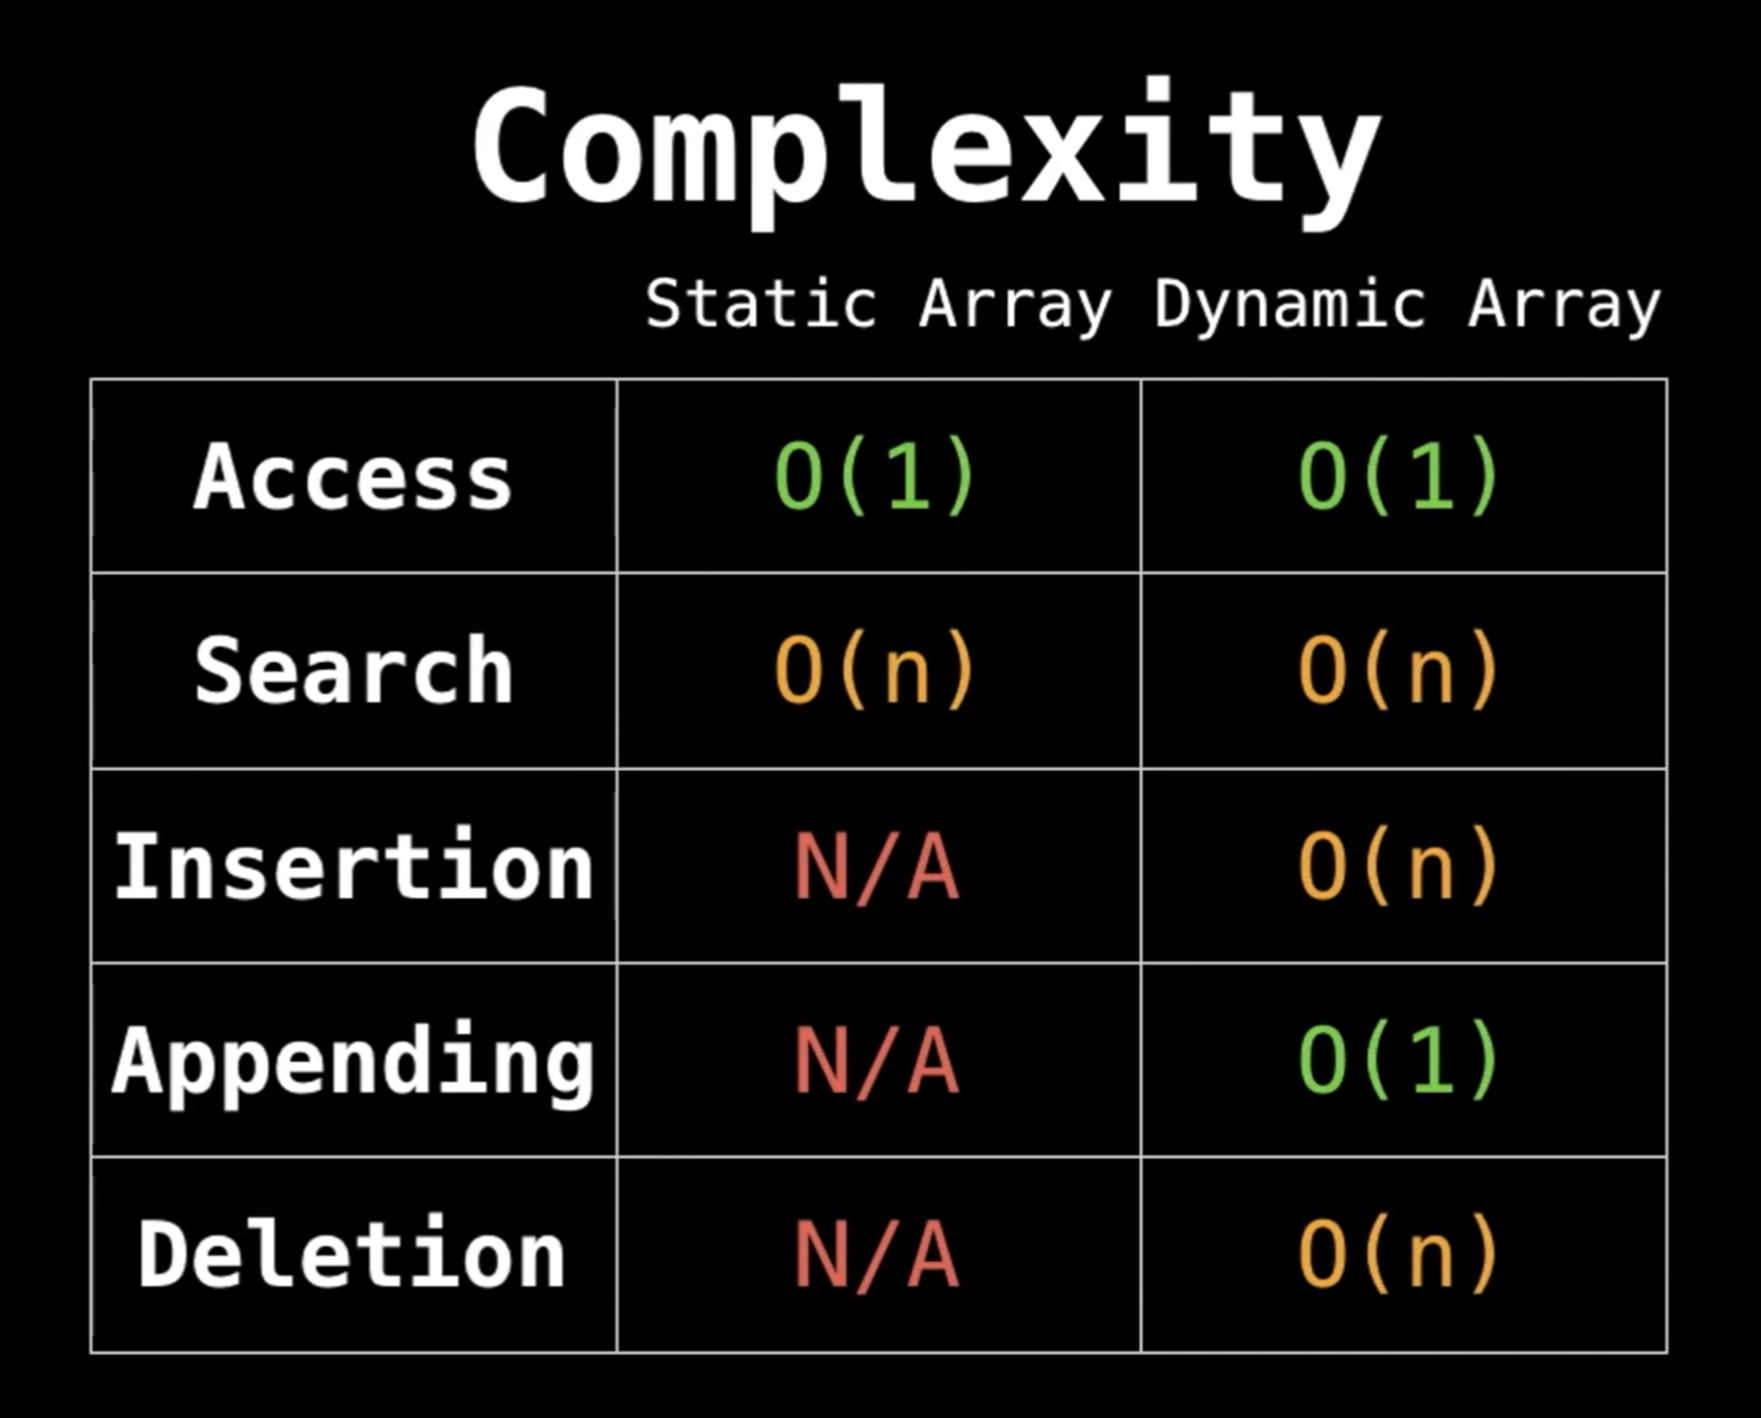 Complexity
Static Array Dynamic Array
Access O(1) O(1)
Search O(n) O(n)
Insertion N/A O(n)
Appending N/A O(1)
Deletion N/A O(n)